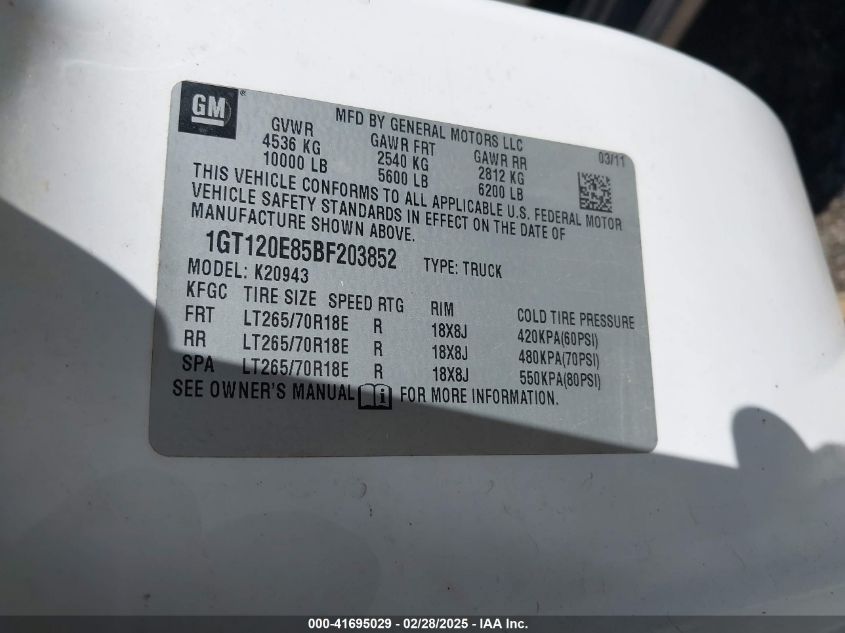 GM
MFD BY GENERAL MOTORS LLC
03/11
GVWR GAWR FRT GAWR RR
4536 KG 2540 KG 2812 KG
10000 LB 5600 LB 6200 LB
THIS VEHICLE CONFORMS TO ALL APPLICABLE U.S. FEDERAL MOTOR
VEHICLE SAFETY STANDARDS IN EFFECT ON THE DATE OF
MANUFACTURE SHOWN ABOVE.
1GT120E85BF203852 TYPE: TRUCK
MODEL: K20943
KFGC TIRE SIZE SPEED RTG RIM COLD TIRE PRESSURE
FRT LT265/70R18E R 18X8J 420KPA(60PSI)
RR LT265/70R18E R 18X8J 480KPA(70PSI)
SPA LT265/70R18E R 18X8J 550KPA(80PSI)
SEE OWNER'S MANUAL i FOR MORE INFORMATION.
000-41695029 - 02/28/2025 - IAA Inc.